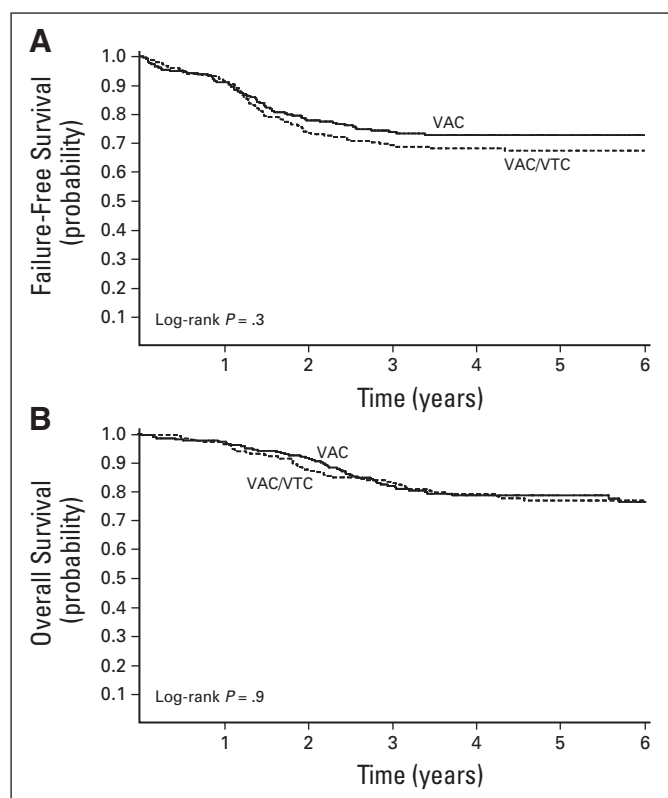 A
Failure-Free Survival
(probability)
1.0
0.9
0.8
0.7
0.6
0.5
0.4
0.3
0.2
0.1
VAC
VAC/VTC
Log-rank P = .3
1 2 3 4 5 6
Time (years)
B
Overall Survival
(probability)
1.0
0.9
0.8
0.7
0.6
0.5
0.4
0.3
0.2
0.1
VAC
VAC/VTC
Log-rank P = .9
1 2 3 4 5 6
Time (years)